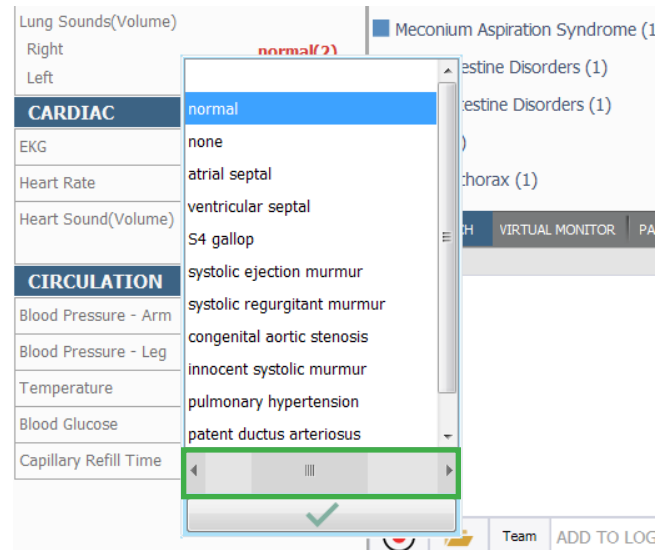 Lung Sounds(Volume)
Right
normal(2)
Left
CARDIAC
EKG
Heart Rate
Heart Sound(Volume)
CIRCULATION
Blood Pressure - Arm
Blood Pressure - Leg
Temperature
Blood Glucose
Capillary Refill Time
normal
none
atrial septal
ventricular septal
S4 gallop
systolic ejection murmur
systolic regurgitant murmur
congenital aortic stenosis
innocent systolic murmur
pulmonary hypertension
patent ductus arteriosus
Meconium Aspiration Syndrome (1
Disorders (1)
Disorders (1)
(1)
VIRTUAL MONITOR
Team
ADD TO LOG